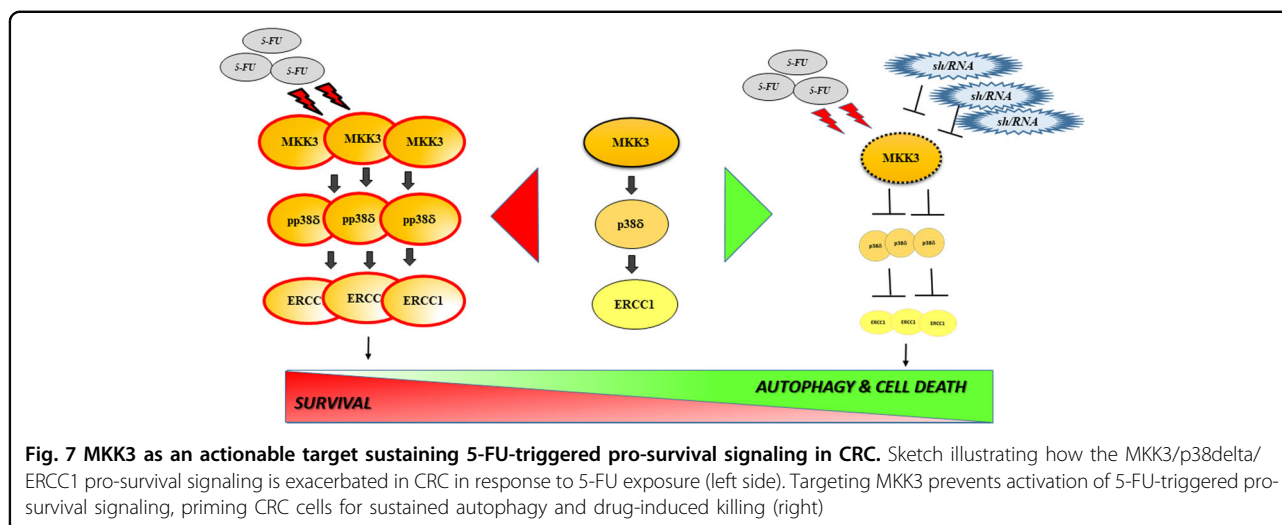 5-FU
5-FU
5-FU
MKK3
MKK3
MKK3
pp38δ
pp38δ
pp38δ
ERCC
ERCC
ERCC1
MKK3
p38δ
ERCC1
5-FU
5-FU
5-FU
sh/RNA
sh/RNA
sh/RNA
MKK3
p38δ
p38δ
p38δ
ERCC1
ERCC1
ERCC1
SURVIVAL
AUTOPHAGY & CELL DEATH
Fig. 7 MKK3 as an actionable target sustaining 5-FU-triggered pro-survival signaling in CRC. Sketch illustrating how the MKK3/p38delta/
ERCC1 pro-survival signaling is exacerbated in CRC in response to 5-FU exposure (left side). Targeting MKK3 prevents activation of 5-FU-triggered pro-
survival signaling, priming CRC cells for sustained autophagy and drug-induced killing (right)